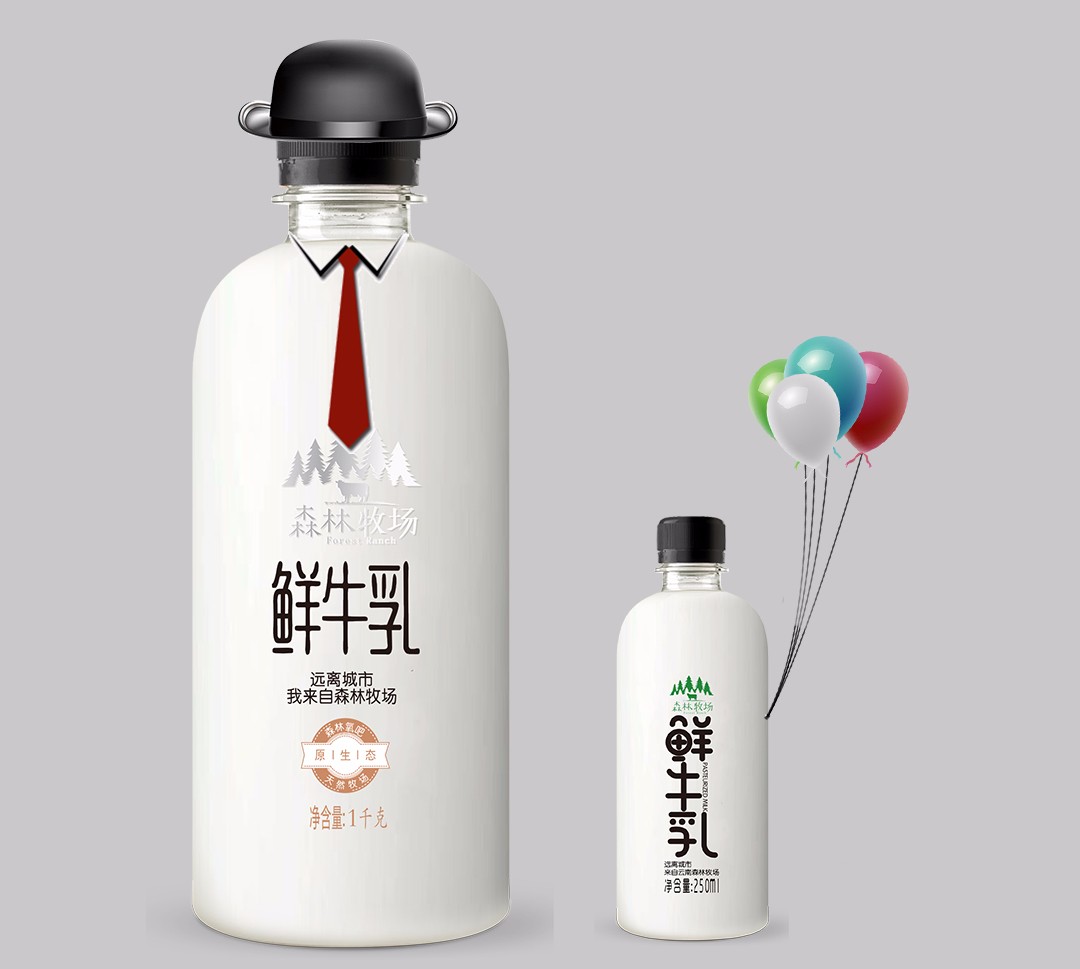 森林牧场
Forest Ranch
鲜牛乳
远离城市
我来自森林牧场
森林氧吧
原生态
天然牧场
净含量:1千克
森林牧场
鲜牛乳
PASTEURIZED MILK
远离城市
来自云南森林牧场
净含量:250ml